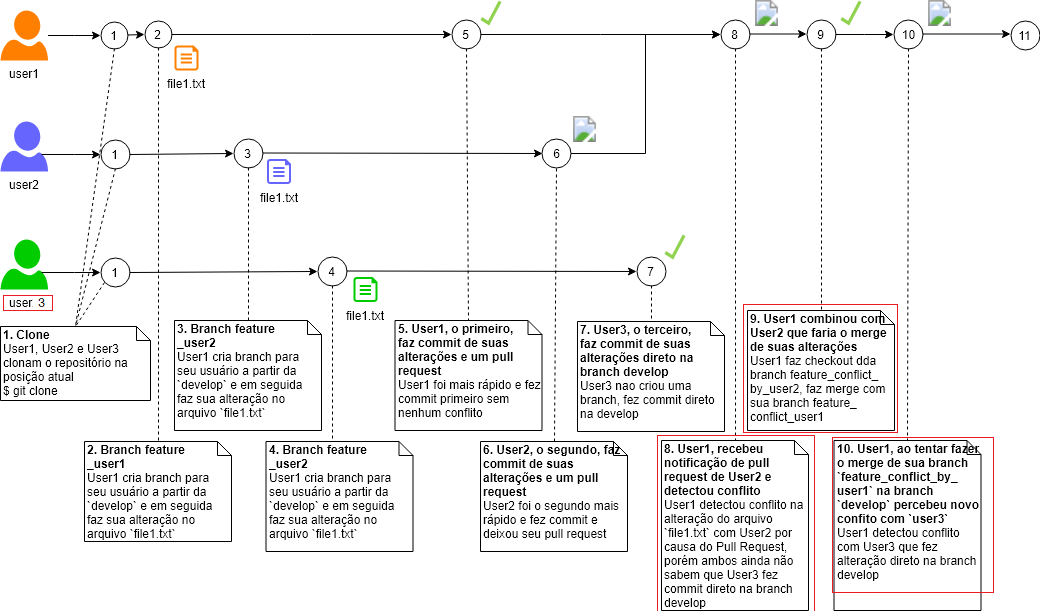 1
2
5
8
9
10
11
user1
file1.txt
1
3
6
user2
file1.txt
1
4
7
user 3
file1.txt
1. Clone
User1, User2 e User3
clonam o repositório na
posição atual
$ git clone
3. Branch feature
_user2
User1 cria branch para
seu usuário a partir da
`develop` e em seguida
faz sua alteração no
arquivo `file1.txt`
5. User1, o primeiro,
faz commit de suas
alterações e um pull
request
User1 foi mais rápido e fez
commit primeiro sem
nenhum conflito
7. User3, o terceiro,
faz commit de suas
alterações direto na
branch develop
User3 nao criou uma
branch, fez commit direto
na develop
9. User1 combinou com
User2 que faria o merge
de suas alterações
User1 faz checkout dda
branch feature_conflict_
by_user2, faz merge com
sua branch feature_
conflict_user1
2. Branch feature
_user1
User1 cria branch para
seu usuário a partir da
`develop` e em seguida
faz sua alteração no
arquivo `file1.txt`
4. Branch feature
_user2
User1 cria branch para
seu usuário a partir da
`develop` e em seguida
faz sua alteração no
arquivo `file1.txt`
6. User2, o segundo, faz
commit de suas
alterações e um pull
request
User2 foi o segundo mais
rápido e fez commit e
deixou seu pull request
8. User1, recebeu
notificação de pull
request de User2 e
detectou conflito
User1 detectou conflito na
alteração do arquivo
`file1.txt` com User2 por
causa do Pull Request,
porém ambos ainda não
sabem que User3 fez
commit direto na branch
develop
10. User1, ao tentar fazer
o merge de sua branch
`feature_conflict_by_
user1` na branch
`develop` percebeu novo
confito com `user3`
User1 detectou conflito
com User3 que fez
alteração direto na branch
develop